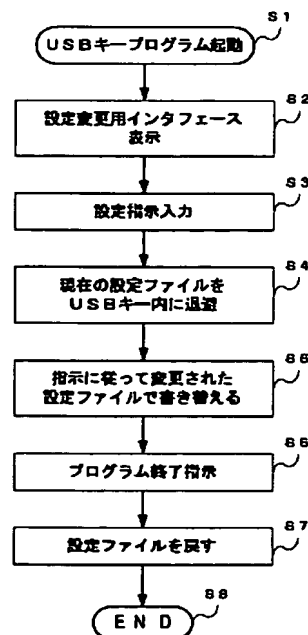 S1
USBキープログラム起動
S2
設定変更用インタフェース
表示
S3
設定指示入力
S4
現在の設定ファイルを
USBキー内に退避
S5
指示に従って変更された
設定ファイルで書き替える
S6
プログラム終了指示
S7
設定ファイルを戻す
S8
END